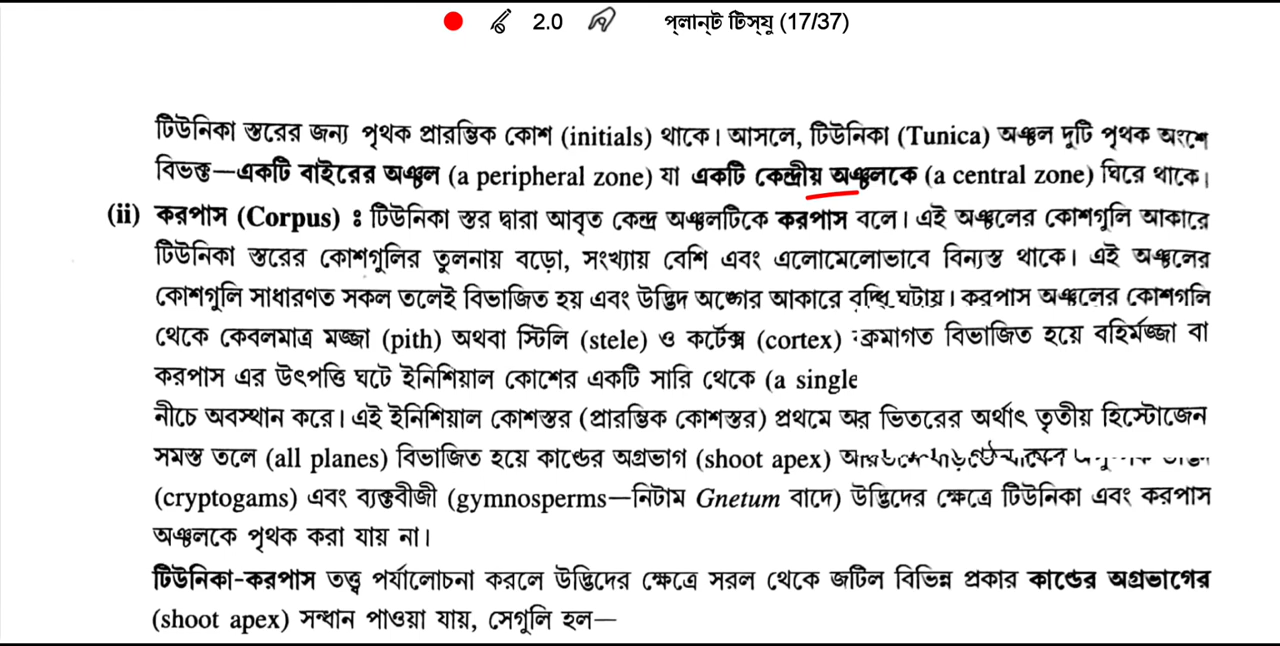 2.0 প্লান্ট টিস্যু (17/37)
টিউনিকা স্তরের জন্য পৃথক প্রারম্ভিক কোশ (initials) থাকে। আসলে, টিউনিকা (Tunica) অঞ্চল দুটি পৃথক অংশে
বিভক্ত—একটি বাইরের অঞ্চল (a peripheral zone) যা একটি কেন্দ্রীয় অঞ্চলকে (a central zone) ঘিরে থাকে।
(ii) করপাস (Corpus) ঃ টিউনিকা স্তর দ্বারা আবৃত কেন্দ্র অঞ্চলটিকে করপাস বলে। এই অঞ্চলের কোশগুলি আকারে
টিউনিকা স্তরের কোশগুলির তুলনায় বড়ো, সংখ্যায় বেশি এবং এলোমেলোভাবে বিন্যস্ত থাকে। এই অঞ্চলের
কোশগুলি সাধারণত সকল তলেই বিভাজিত হয় এবং উদ্ভিদ অঙ্গের আকারে বৃদ্ধি ঘটায়। করপাস অঞ্চলের কোশগলি
থেকে কেবলমাত্র মজ্জা (pith) অথবা স্টিলি (stele) ও কর্টেক্স (cortex) ক্রমাগত বিভাজিত হয়ে বহির্মজ্জা বা
করপাস এর উৎপত্তি ঘটে ইনিশিয়াল কোশের একটি সারি থেকে (a single
নীচে অবস্থান করে। এই ইনিশিয়াল কোশস্তর (প্রারম্ভিক কোশস্তর) প্রথমে অর ভিতরের অর্থাৎ তৃতীয় হিস্টোজেন
সমস্ত তলে (all planes) বিভাজিত হয়ে কাণ্ডের অগ্রভাগ (shoot apex)
(cryptogams) এবং ব্যক্তবীজী (gymnosperms—নিটাম Gnetum বাদে) উদ্ভিদের ক্ষেত্রে টিউনিকা এবং করপাস
অঞ্চলকে পৃথক করা যায় না।
টিউনিকা-করপাস তত্ত্ব পর্যালোচনা করলে উদ্ভিদের ক্ষেত্রে সরল থেকে জটিল বিভিন্ন প্রকার কাণ্ডের অগ্রভাগের
(shoot apex) সন্ধান পাওয়া যায়, সেগুলি হল—